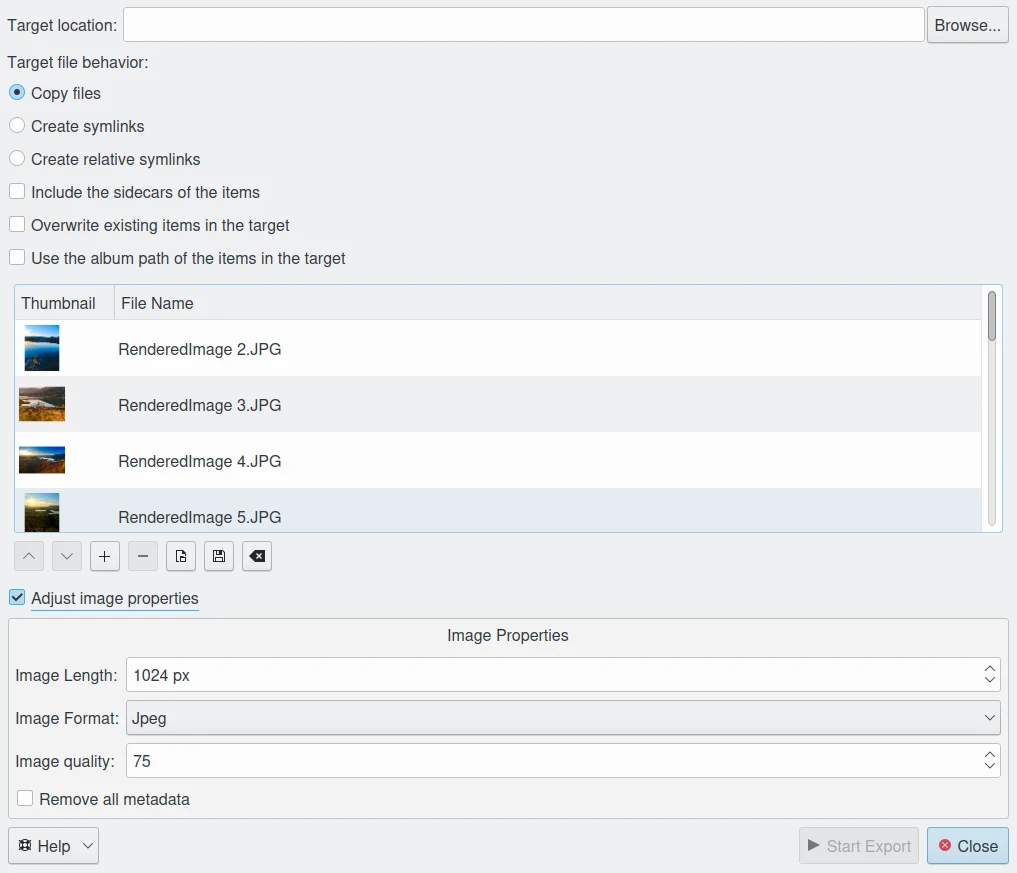 Target location: Browse...
Target file behavior:
Copy files
Create symlinks
Create relative symlinks
Include the sidecars of the items
Overwrite existing items in the target
Use the album path of the items in the target
Thumbnail File Name
RenderedImage 2.JPG
RenderedImage 3.JPG
RenderedImage 4.JPG
RenderedImage 5.JPG
Adjust image properties
Image Properties
Image Length: 1024 px
Image Format: Jpeg
Image quality: 75
Remove all metadata
Help Start Export Close